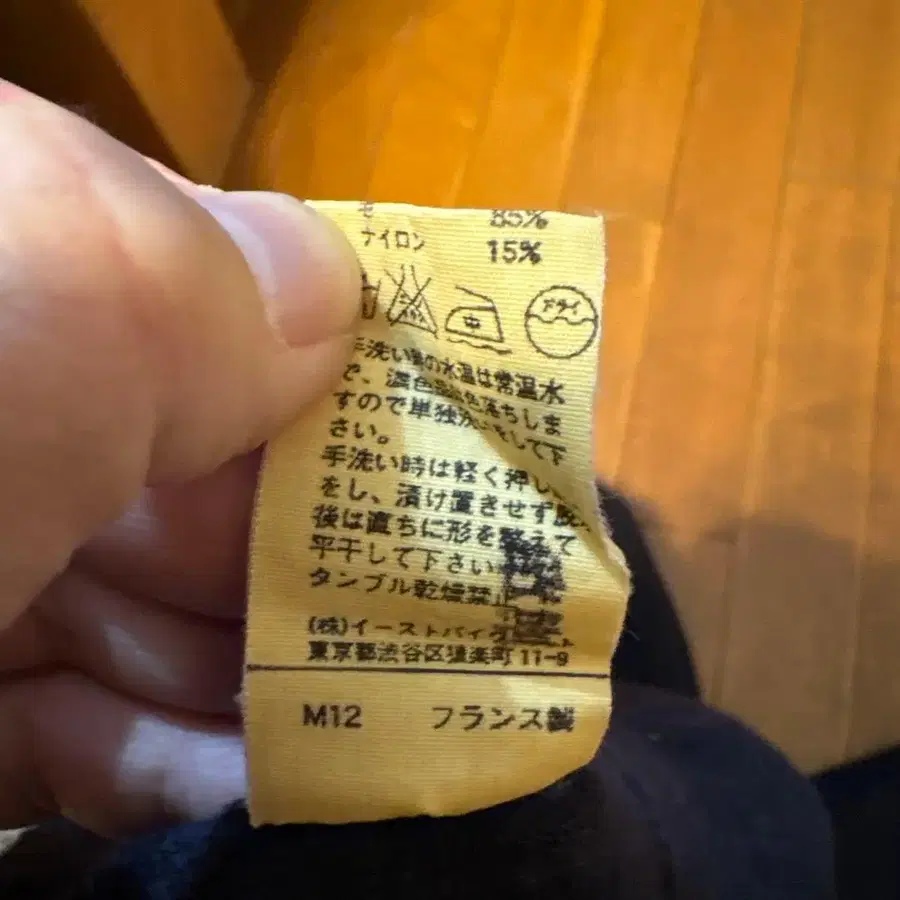 毛 85%
ナイロン 15%
中 ドライ
手洗い際の水温は常温水
で、濃色品は色落ちしま
すので単独洗いをして下
さい。
手洗い時は軽く押し
をし、漬け置きせず脱
後は直ちに形を整えて
平干して下さい
タンブル乾燥禁止
(株)イーストバイ
東京都渋谷区猿楽町11-9
M12 フランス製